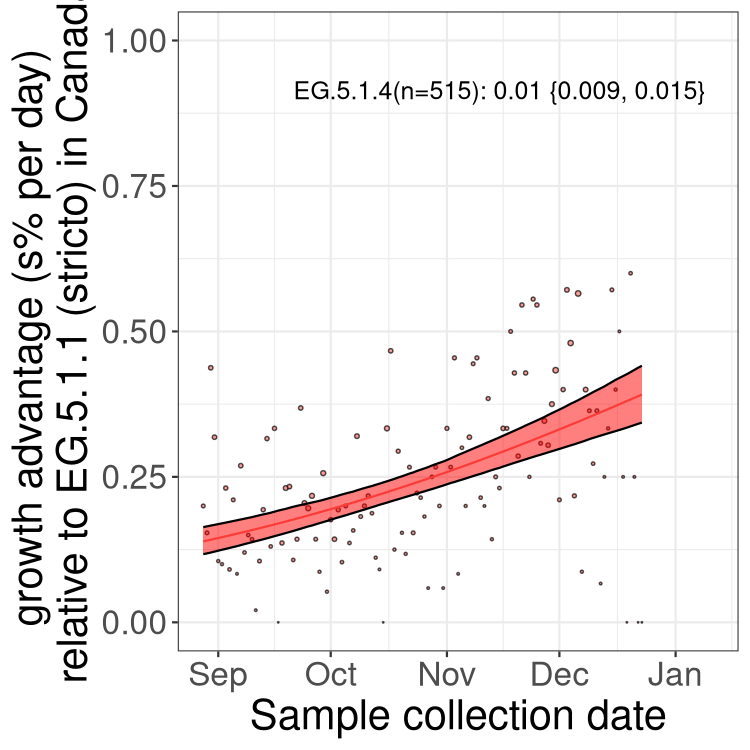 growth advantage (s% per day)
relative to EG.5.1.1 (stricto) in Canada
1.00
0.75
0.50
0.25
0.00
EG.5.1.4(n=515): 0.01 {0.009, 0.015}
Sep Oct Nov Dec Jan
Sample collection date